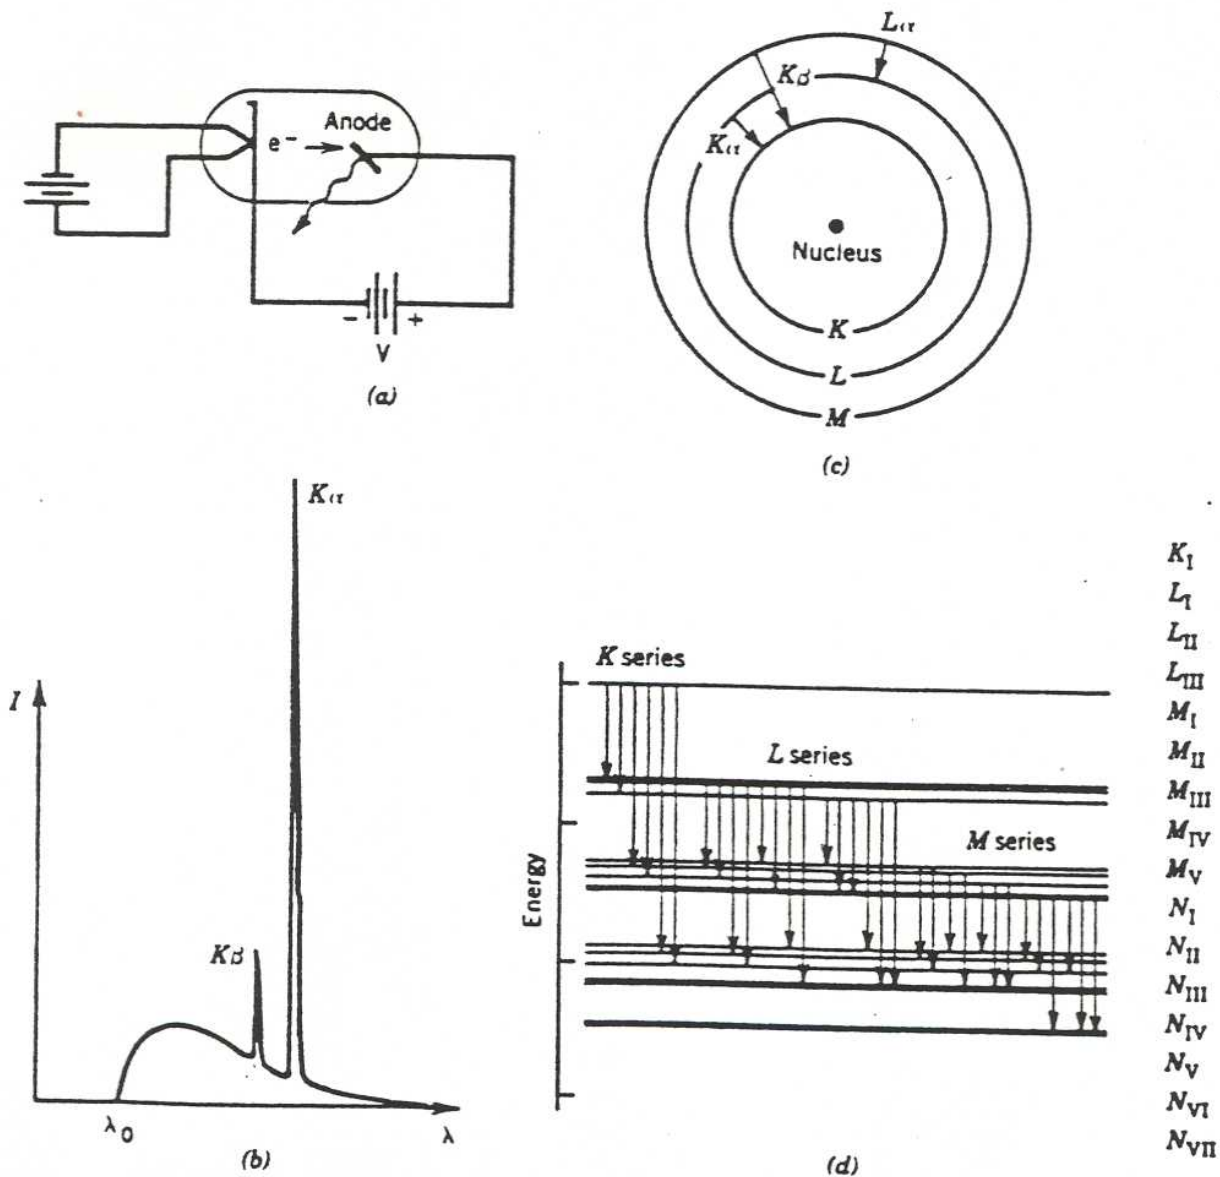 Anode
e⁻
− +
V
(a)
Lα
Kβ
Kα
Nucleus
K
L
M
(c)
I
Kα
Kβ
λ₀
λ
(b)
K series
L series
M series
Energy
(d)
K_I
L_I
L_II
L_III
M_I
M_II
M_III
M_IV
M_V
N_I
N_II
N_III
N_IV
N_V
N_VI
N_VII